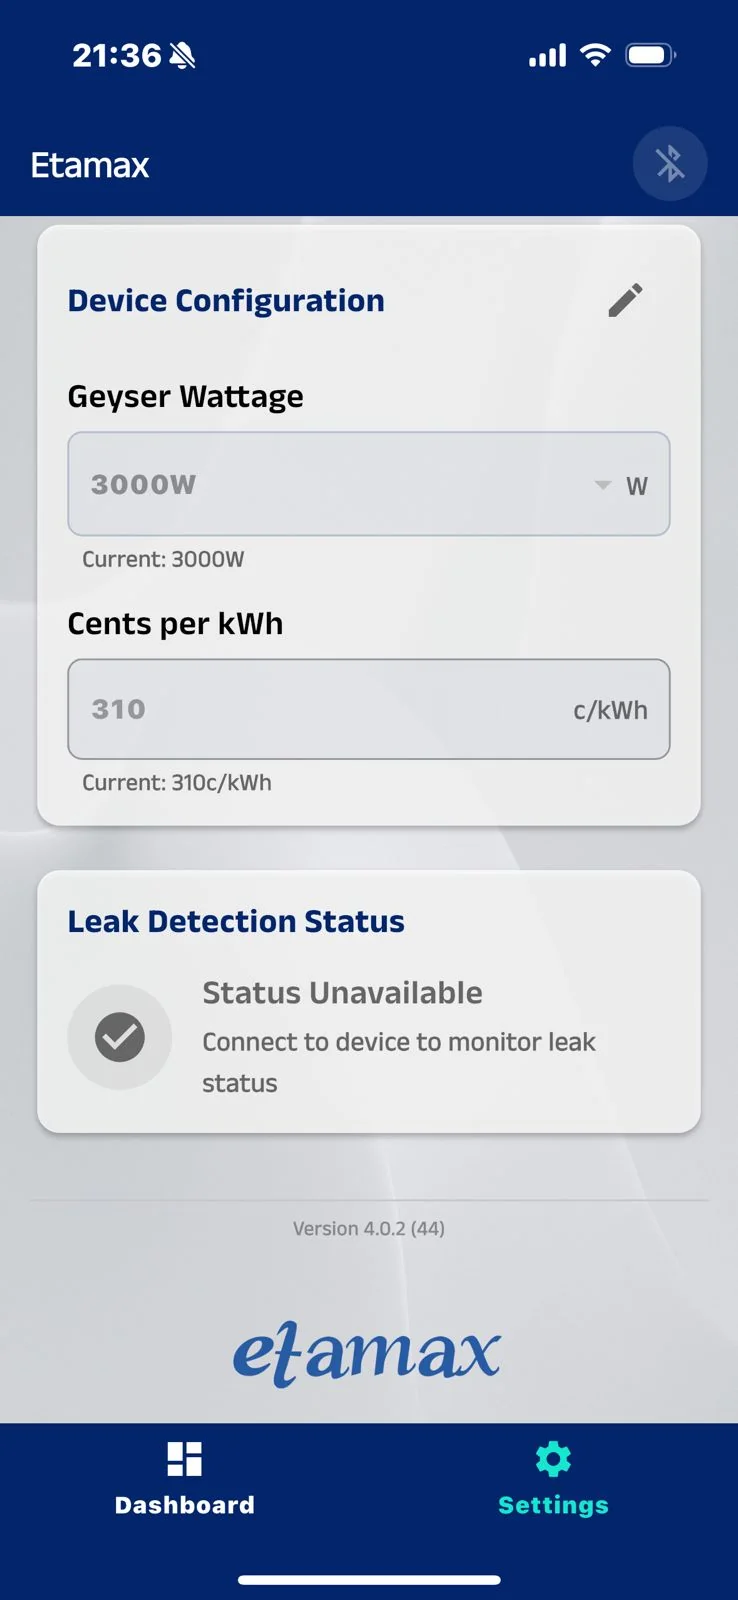 21:36
Etamax
Device Configuration
Geyser Wattage
3000W
W
Current: 3000W
Cents per kWh
310
c/kWh
Current: 310c/kWh
Leak Detection Status
Status Unavailable
Connect to device to monitor leak
status
Version 4.0.2 (44)
etamax
Dashboard
Settings